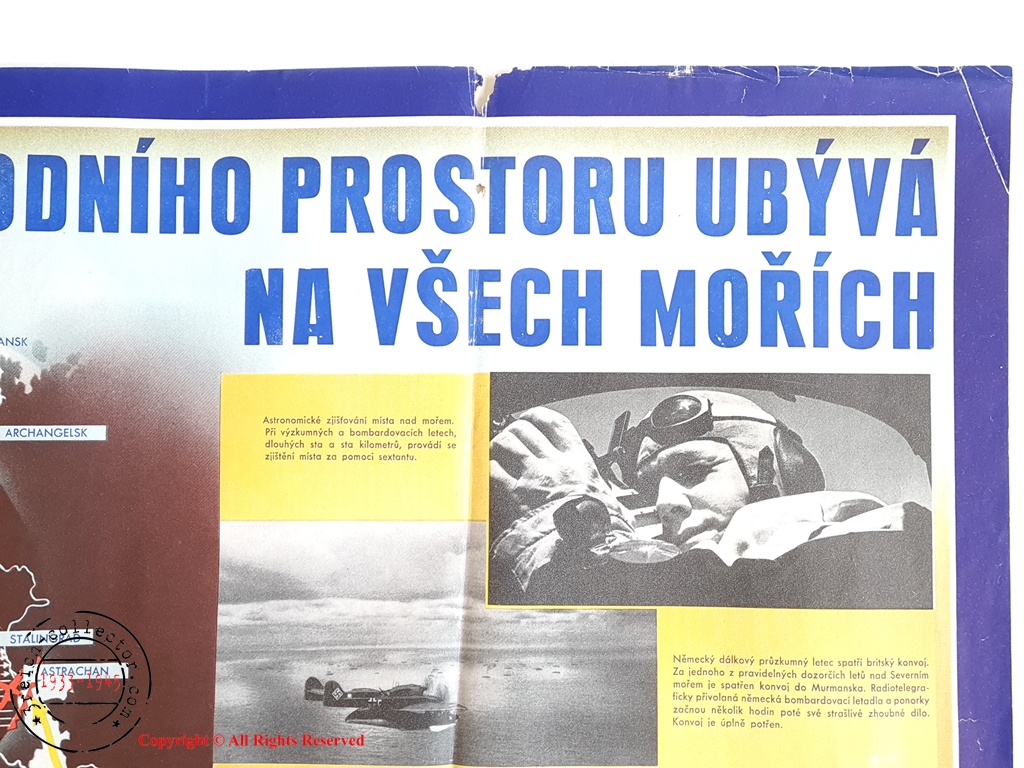 ODNÍHO PROSTORU UBÝVÁ
NA VŠECH MOŘÍCH
ANSK
ARCHANGELSK
Astronomické zjišťování místa nad mořem.
Při výzkumných a bombardovacích letech,
dlouhých sta a sta kilometrů, provádí se
zjištění místa za pomoci sextantu.
STALINGRAD
ASTRACHAN
1933-1945
Německý dálkový průzkumný letec spatří britský konvoj.
Za jednoho z pravidelných dozorčích letů nad Severním
mořem je spatřen konvoj do Murmanska. Radiotelegra-
ficky přivolaná německá bombardovací letadla a ponorky
začnou několik hodin poté své strašlivé zhoubné dílo.
Konvoj je úplně potřen.
Copyright © All Rights Reserved